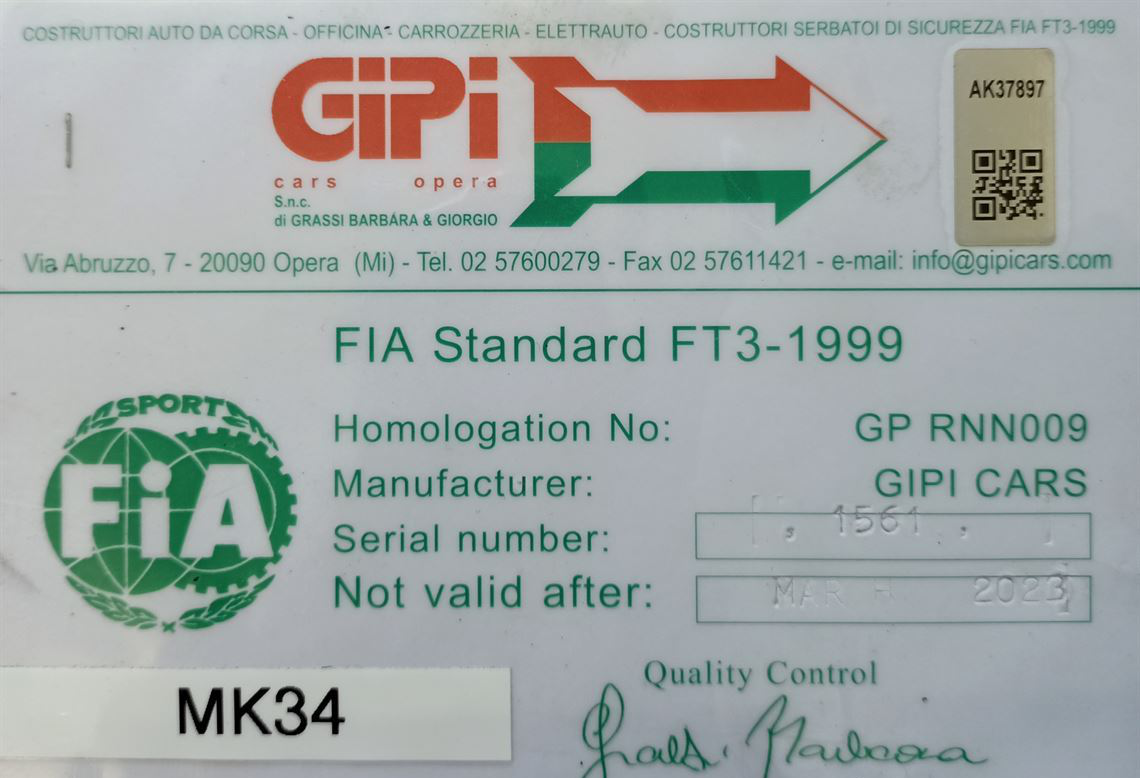 COSTRUTTORI AUTO DA CORSA - OFFICINA - CARROZZERIA - ELETTRAUTO - COSTRUTTORI SERBATOI DI SICUREZZA FIA FT3-1999
GiPi
AK37897
cars opera
S.n.c.
di GRASSI BARBARA & GIORGIO
Via Abruzzo, 7 - 20090 Opera (Mi) - Tel. 02 57600279 - Fax 02 57611421 - e-mail: info@gipicars.com
FIA Standard FT3-1999
SPORT
FiA
Homologation No: GP RNN009
Manufacturer: GIPI CARS
Serial number: 1561
Not valid after: MAR H 2023
Quality Control
MK34
Grassi Barbara